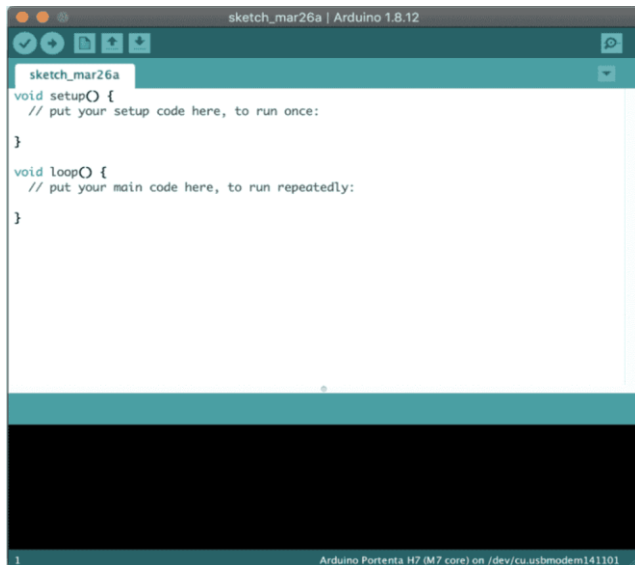 sketch_mar26a | Arduino 1.8.12
sketch_mar26a
void setup() {
// put your setup code here, to run once:
}
void loop() {
// put your main code here, to run repeatedly:
}
1
Arduino Portenta H7 (M7 core) on /dev/cu.usbmodem141101